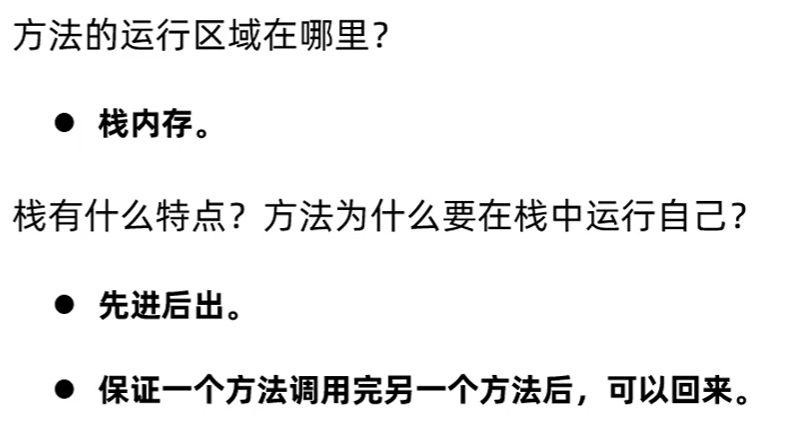 方法的运行区域在哪里？
● 栈内存。
栈有什么特点？方法为什么要在栈中运行自己？
● 先进后出。
● 保证一个方法调用完另一个方法后，可以回来。